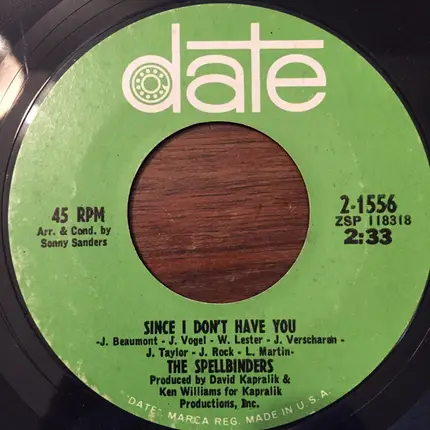 date
45 RPM
Arr. & Cond. by
Sonny Sanders
2-1556
ZSP 118318
2:33
SINCE I DON'T HAVE YOU
-J. Beaumont - J. Vogel - W. Lester - J. Verscharen -
J. Taylor - J. Rock - L. Martin-
THE SPELLBINDERS
Produced by David Kapralik &
Ken Williams for Kapralik
Productions, Inc.
"DATE" MARCA REG. MADE IN U.S.A.